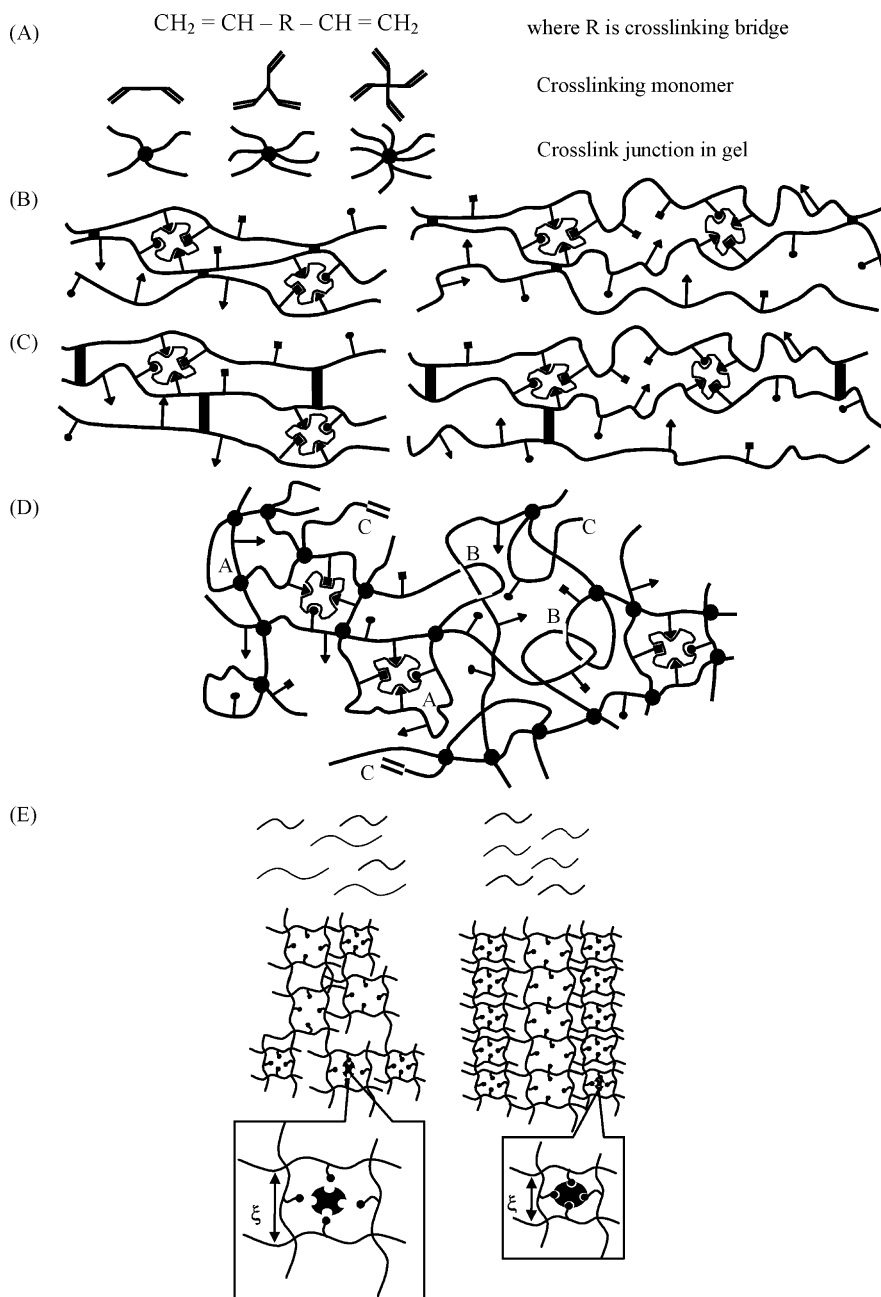 (A)
CH₂ = CH – R – CH = CH₂ where R is crosslinking bridge
Crosslinking monomer
Crosslink junction in gel
(B)
(C)
(D)
C
B
C
A
B
A
C
(E)
ξ
ξ